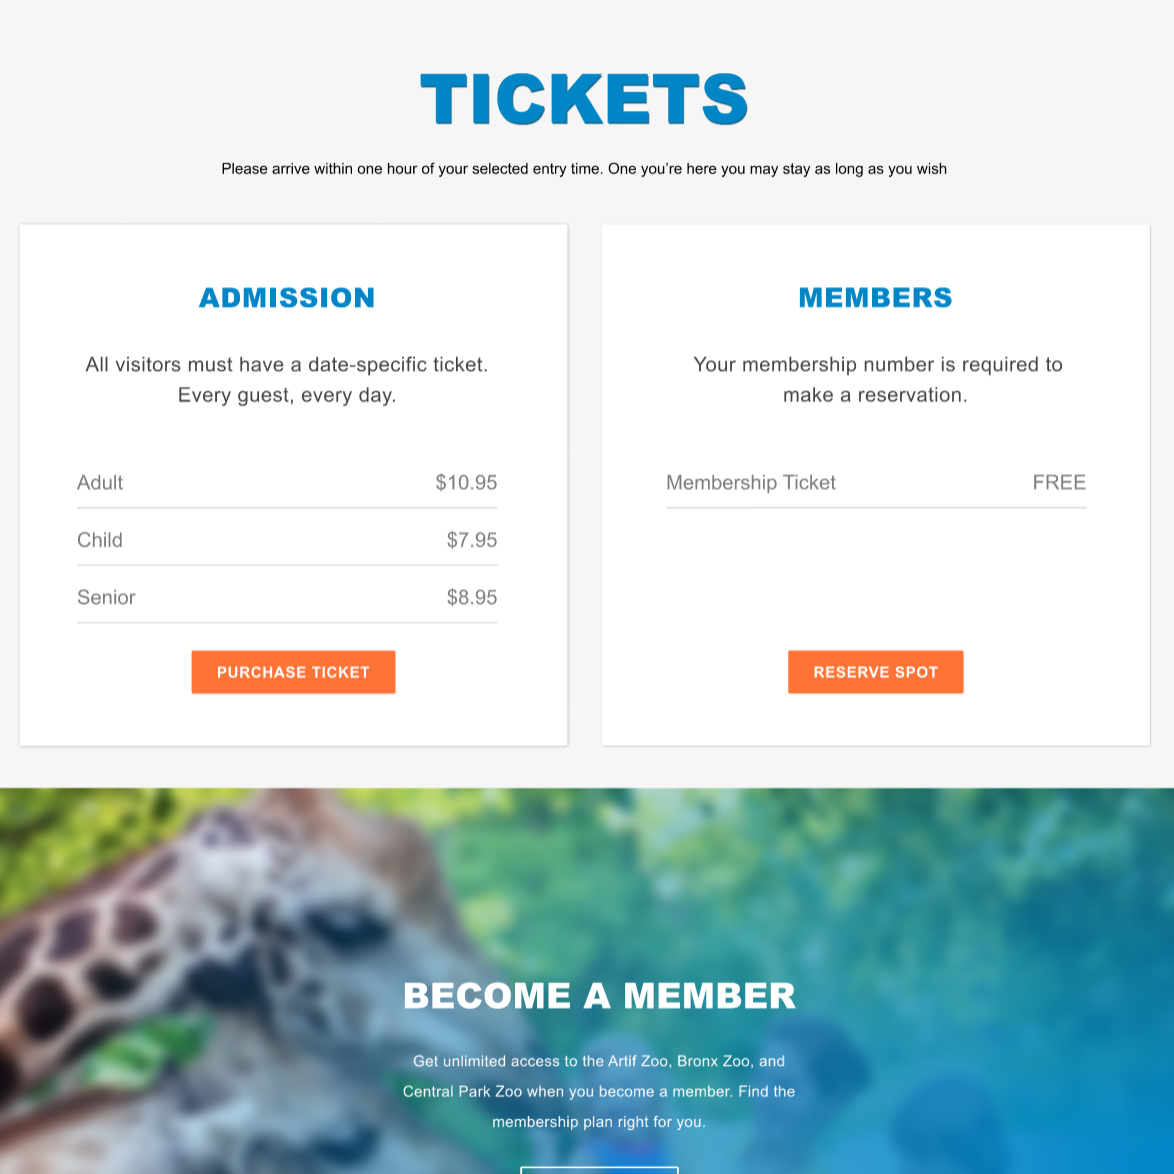 TICKETS
Please arrive within one hour of your selected entry time. One you're here you may stay as long as you wish
ADMISSION
All visitors must have a date-specific ticket.
Every guest, every day.
Adult $10.95
Child $7.95
Senior $8.95
PURCHASE TICKET
MEMBERS
Your membership number is required to
make a reservation.
Membership Ticket FREE
RESERVE SPOT
BECOME A MEMBER
Get unlimited access to the Artif Zoo, Bronx Zoo, and
Central Park Zoo when you become a member. Find the
membership plan right for you.